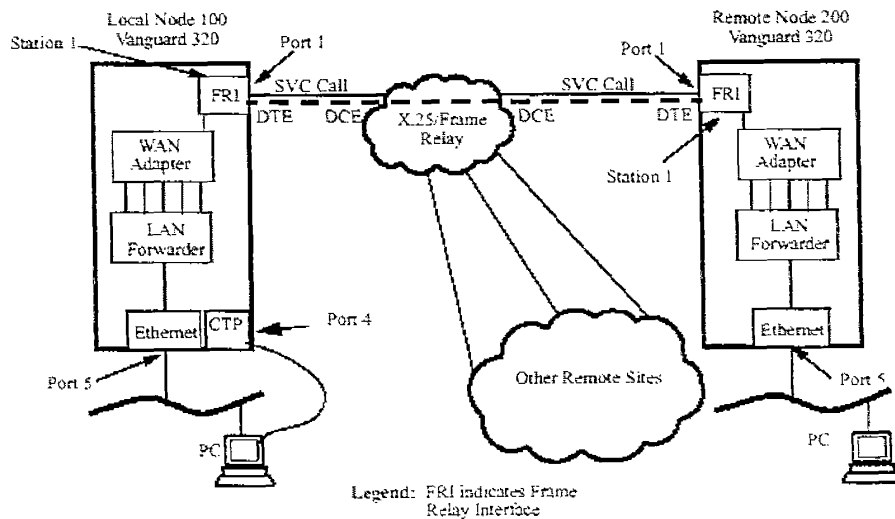 Local Node 100
Vanguard 320
Station 1
Port 1
Remote Node 200
Vanguard 320
Port 1
FRI
SVC Call
SVC Call
FRI
DTE
DCE
X.25/Frame
Relay
DCE
DTE
WAN
Adapter
Station 1
WAN
Adapter
LAN
Forwarder
LAN
Forwarder
Ethernet
CTP
Port 4
Ethernet
Port 5
Other Remote Sites
Port 5
PC
PC
Legend: FRI indicates Frame
Relay Interface